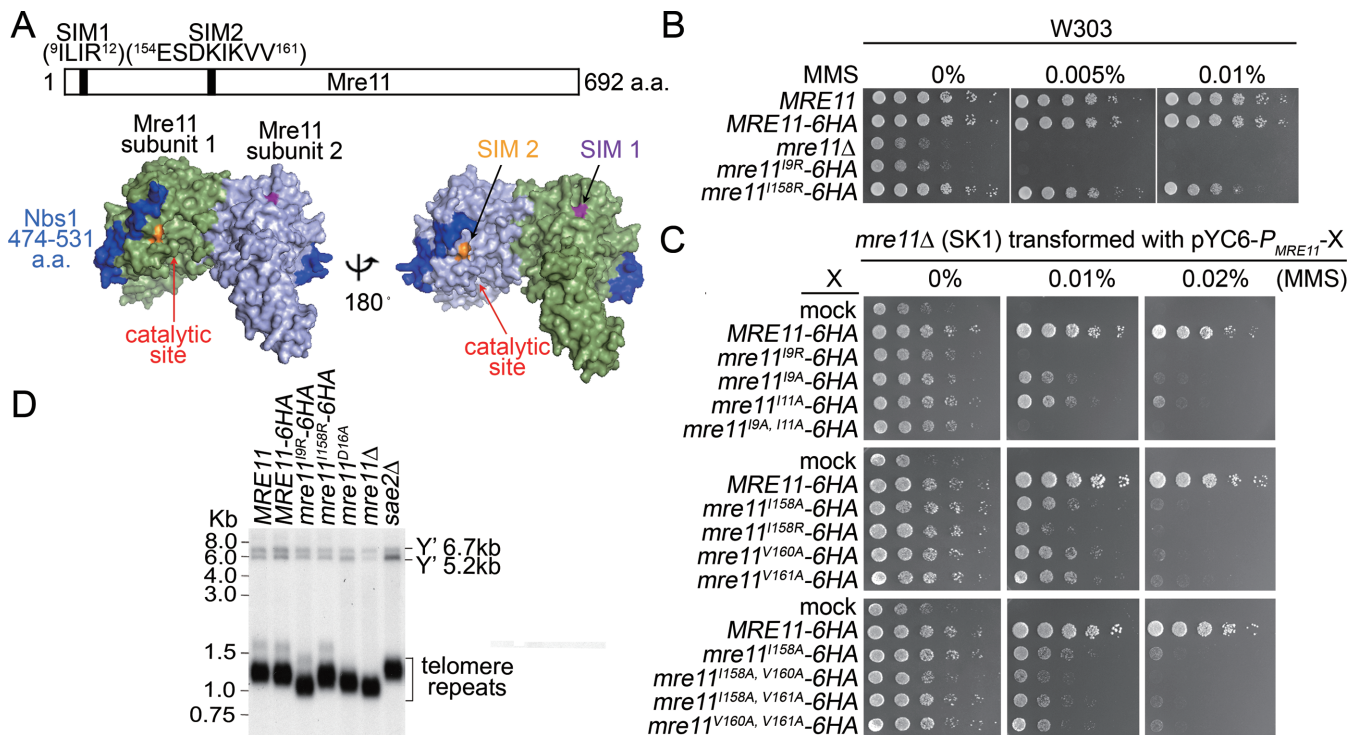 A
SIM1 SIM2
(⁹ILIR¹²)(¹⁵⁴ESDKIKVV¹⁶¹)
1 Mre11 692 a.a.
Mre11
subunit 1
Mre11
subunit 2
SIM 2
SIM 1
Nbs1
474-531
a.a.
180°
catalytic
site
catalytic
site
B
W303
MMS 0% 0.005% 0.01%
MRE11
MRE11-6HA
mre11Δ
mre11ᴵ⁹ᴿ-6HA
mre11ᴵ¹⁵⁸ᴿ-6HA
C
mre11Δ (SK1) transformed with pYC6-P_MRE11-X
X 0% 0.01% 0.02% (MMS)
mock
MRE11-6HA
mre11ᴵ⁹ᴿ-6HA
mre11ᴵ⁹ᴬ-6HA
mre11ᴵ¹¹ᴬ-6HA
mre11ᴵ⁹ᴬ, ᴵ¹¹ᴬ-6HA
mock
MRE11-6HA
mre11ᴵ¹⁵⁸ᴬ-6HA
mre11ᴵ¹⁵⁸ᴿ-6HA
mre11ⱽ¹⁶⁰ᴬ-6HA
mre11ⱽ¹⁶¹ᴬ-6HA
mock
MRE11-6HA
mre11ᴵ¹⁵⁸ᴬ-6HA
mre11ᴵ¹⁵⁸ᴬ, ⱽ¹⁶⁰ᴬ-6HA
mre11ᴵ¹⁵⁸ᴬ, ⱽ¹⁶¹ᴬ-6HA
mre11ⱽ¹⁶⁰ᴬ, ⱽ¹⁶¹ᴬ-6HA
D
MRE11
MRE11-6HA
mre11ᴵ⁹ᴿ-6HA
mre11ᴵ¹⁵⁸ᴿ-6HA
mre11ᴰ¹⁶ᴬ
mre11Δ
sae2Δ
Kb
8.0
6.0
4.0
3.0
1.5
1.0
0.75
Y' 6.7kb
Y' 5.2kb
telomere
repeats